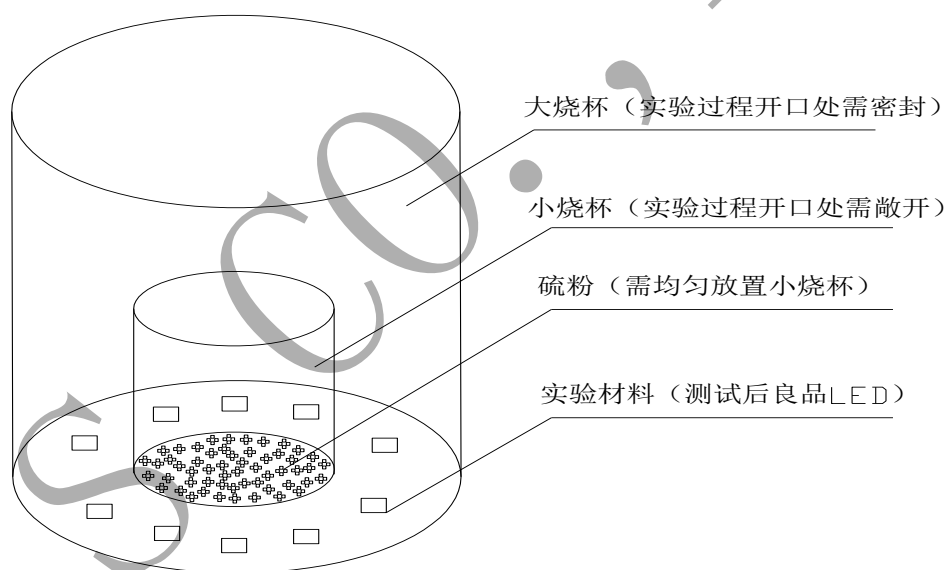 大烧杯（实验过程开口处需密封）
小烧杯（实验过程开口处需敞开）
硫粉（需均匀放置小烧杯）
实验材料（测试后良品LED）
S CO.,